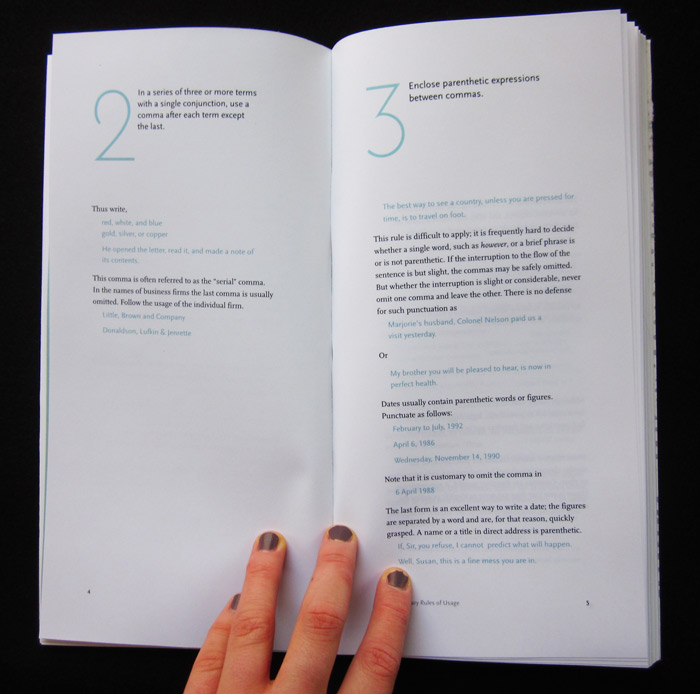 2
In a series of three or more terms
with a single conjunction, use a
comma after each term except
the last.
Thus write,
red, white, and blue
gold, silver, or copper
He opened the letter, read it, and made a note of
its contents.
This comma is often referred to as the "serial" comma.
In the names of business firms the last comma is usually
omitted. Follow the usage of the individual firm.
Little, Brown and Company
Donaldson, Lufkin & Jenrette
4
3
Enclose parenthetic expressions
between commas.
The best way to see a country, unless you are pressed for
time, is to travel on foot.
This rule is difficult to apply; it is frequently hard to decide
whether a single word, such as however, or a brief phrase is
or is not parenthetic. If the interruption to the flow of the
sentence is but slight, the commas may be safely omitted.
But whether the interruption is slight or considerable, never
omit one comma and leave the other. There is no defense
for such punctuation as
Marjorie's husband, Colonel Nelson paid us a
visit yesterday.
Or
My brother you will be pleased to hear, is now in
perfect health.
Dates usually contain parenthetic words or figures.
Punctuate as follows:
February to July, 1992
April 6, 1986
Wednesday, November 14, 1990
Note that it is customary to omit the comma in
6 April 1988
The last form is an excellent way to write a date; the figures
are separated by a word and are, for that reason, quickly
grasped. A name or a title in direct address is parenthetic.
If, Sir, you refuse, I cannot predict what will happen.
Well, Susan, this is a fine mess you are in.
Rules of Usage
5